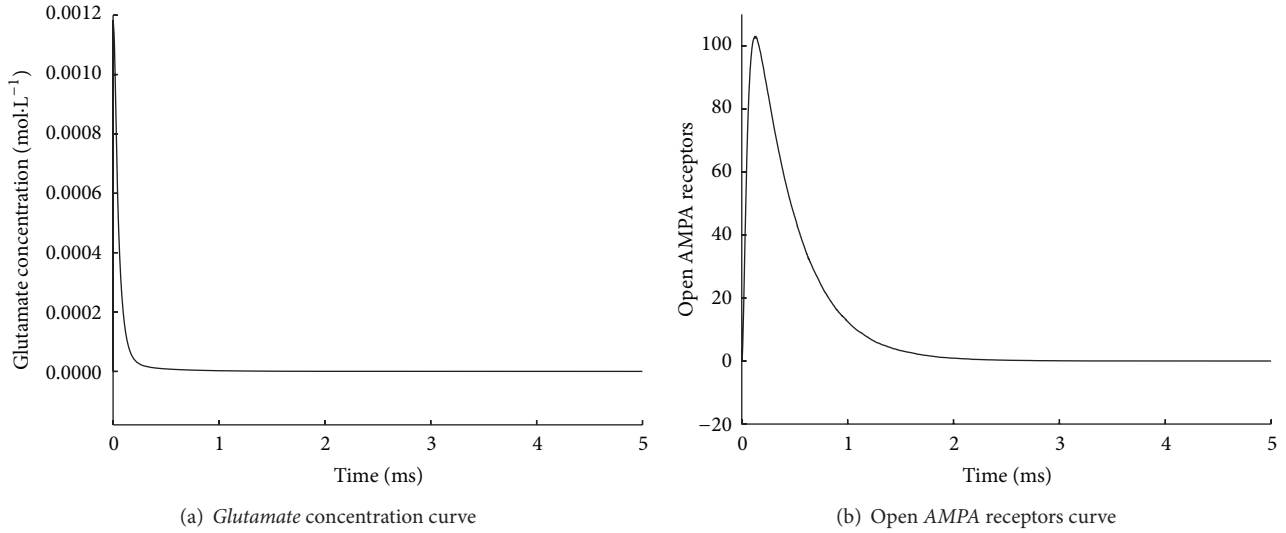 Glutamate concentration (mol·L⁻¹)
0.0012
0.0010
0.0008
0.0006
0.0004
0.0002
0.0000
0 1 2 3 4 5
Time (ms)
(a) Glutamate concentration curve
Open AMPA receptors
100
80
60
40
20
0
−20
0 1 2 3 4 5
Time (ms)
(b) Open AMPA receptors curve